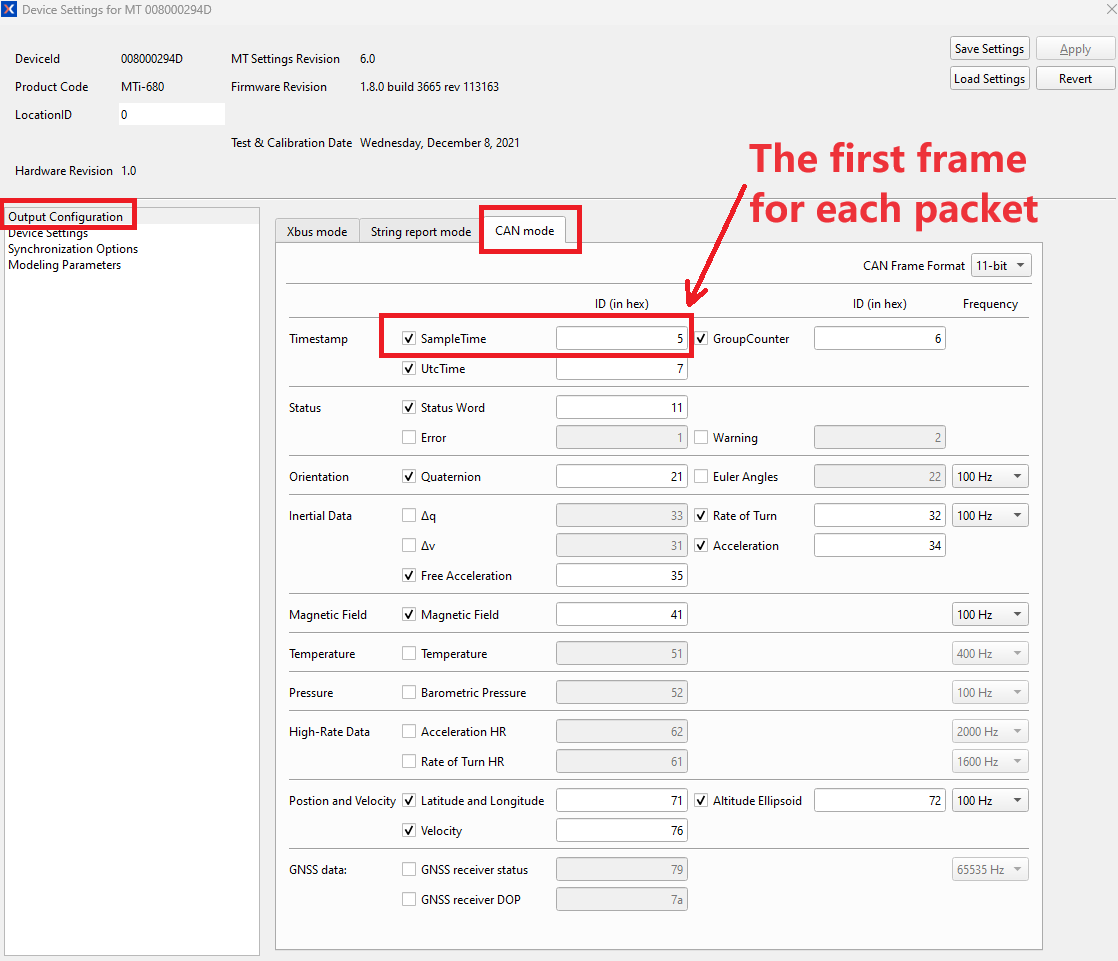 Device Settings for MT 008000294D
DeviceId 008000294D MT Settings Revision 6.0
Save Settings Apply
Product Code MTi-680 Firmware Revision 1.8.0 build 3665 rev 113163
Load Settings Revert
LocationID 0
Test & Calibration Date Wednesday, December 8, 2021
Hardware Revision 1.0
The first frame
for each packet
Output Configuration
Device Settings
Synchronization Options
Modeling Parameters
Xbus mode String report mode CAN mode
CAN Frame Format 11-bit
ID (in hex) ID (in hex) Frequency
Timestamp SampleTime 5 GroupCounter 6
UtcTime 7
Status Status Word 11
Error 1 Warning 2
Orientation Quaternion 21 Euler Angles 22 100 Hz
Inertial Data Δq 33 Rate of Turn 32 100 Hz
Δv 31 Acceleration 34
Free Acceleration 35
Magnetic Field Magnetic Field 41 100 Hz
Temperature Temperature 51 400 Hz
Pressure Barometric Pressure 52 100 Hz
High-Rate Data Acceleration HR 62 2000 Hz
Rate of Turn HR 61 1600 Hz
Postion and Velocity Latitude and Longitude 71 Altitude Ellipsoid 72 100 Hz
Velocity 76
GNSS data: GNSS receiver status 79 65535 Hz
GNSS receiver DOP 7a